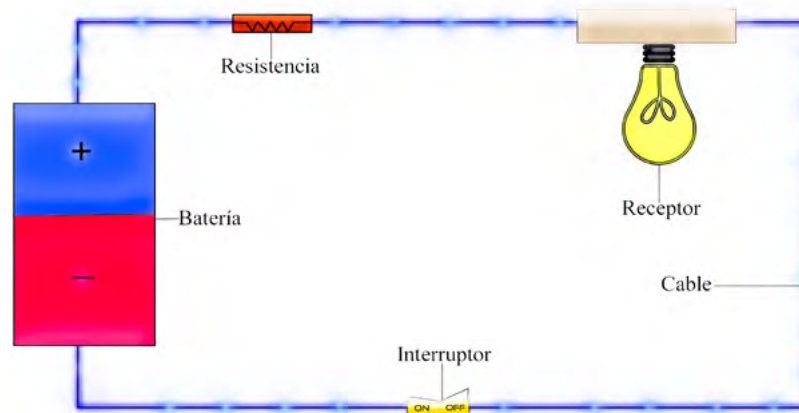 Resistencia
+
Batería
Receptor
−
Cable
Interruptor
ON OFF